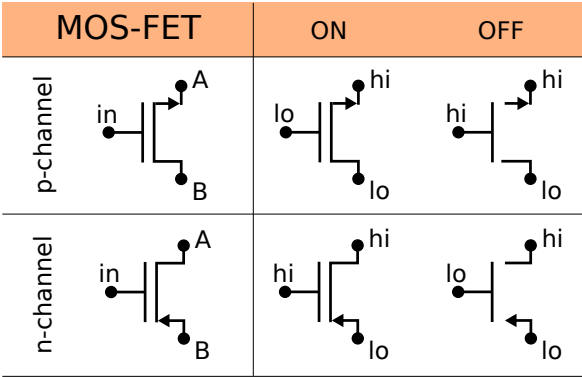 MOS-FET ON OFF
p-channel
in A B
lo hi lo
hi hi lo
n-channel
in A B
hi hi lo
lo hi lo